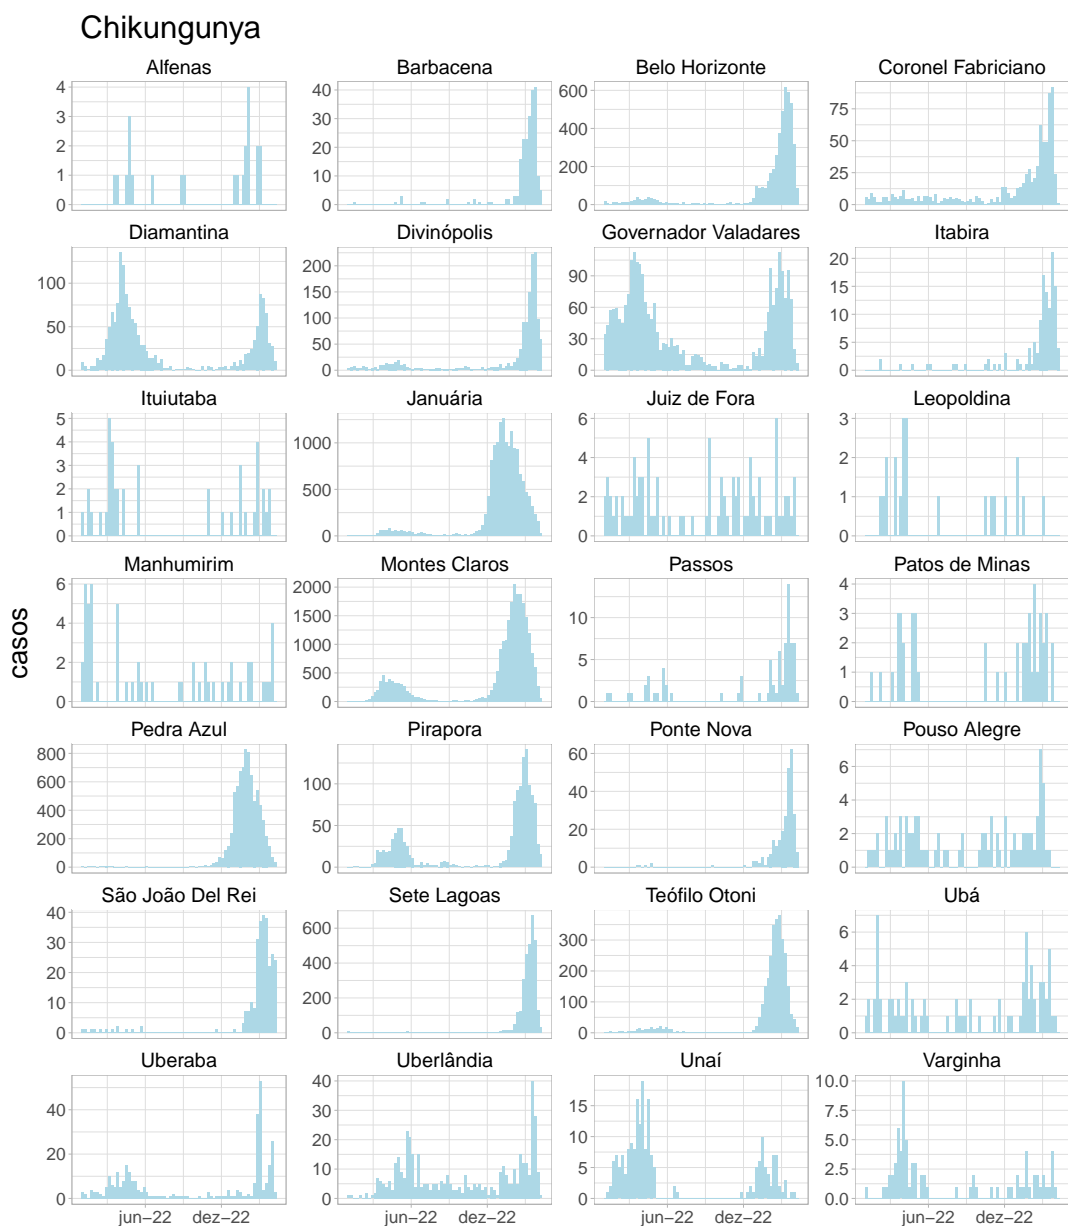 Chikungunya
Alfenas Barbacena Belo Horizonte Coronel Fabriciano
4 3 2 1 0
40 30 20 10 0
600 400 200 0
75 50 25 0
Diamantina Divinópolis Governador Valadares Itabira
100 50 0
200 150 100 50 0
90 60 30 0
20 15 10 5 0
Ituiutaba Januária Juiz de Fora Leopoldina
5 4 3 2 1 0
1000 500 0
6 4 2 0
3 2 1 0
Manhumirim Montes Claros Passos Patos de Minas
6 4 2 0
2000 1500 1000 500 0
10 5 0
4 3 2 1 0
casos
Pedra Azul Pirapora Ponte Nova Pouso Alegre
800 600 400 200 0
100 50 0
60 40 20 0
6 4 2 0
São João Del Rei Sete Lagoas Teófilo Otoni Ubá
40 30 20 10 0
600 400 200 0
300 200 100 0
6 4 2 0
Uberaba Uberlândia Unaí Varginha
40 20 0
40 30 20 10 0
15 10 5 0
10.0 7.5 5.0 2.5 0.0
jun–22 dez–22 jun–22 dez–22 jun–22 dez–22 jun–22 dez–22